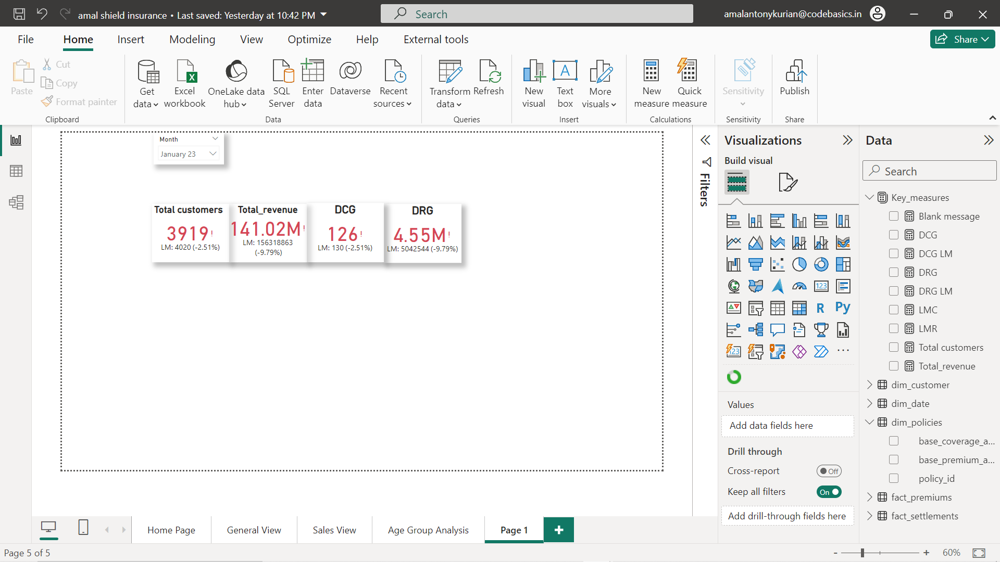 amal shield insurance • Last saved: Yesterday at 10:42 PM
Search
amalantonykurian@codebasics.in
File
Home
Insert
Modeling
View
Optimize
Help
External tools
Share
Paste
Cut
Copy
Format painter
Clipboard
Get data
Excel workbook
OneLake data hub
SQL Server
Enter data
Dataverse
Recent sources
Data
Transform data
Refresh
Queries
New visual
Text box
More visuals
Insert
New measure
Quick measure
Calculations
Sensitivity
Sensitivity
Publish
Share
Month
January 23
Total customers
3919!
LM: 4020 (-2.51%)
Total_revenue
141.02M!
LM: 156318863
(-9.79%)
DCG
126!
LM: 130 (-2.51%)
DRG
4.55M!
LM: 5042544 (-9.79%)
Filters
Visualizations
Build visual
123
R
Py
123
Values
Add data fields here
Drill through
Cross-report
Off
Keep all filters
On
Add drill-through fields here
Data
Search
Key_measures
Blank message
DCG
DCG LM
DRG
DRG LM
LMC
LMR
Total customers
Total_revenue
dim_customer
dim_date
dim_policies
base_coverage_a...
base_premium_a...
policy_id
fact_premiums
fact_settlements
Home Page
General View
Sales View
Age Group Analysis
Page 1
Page 5 of 5
- + 60%